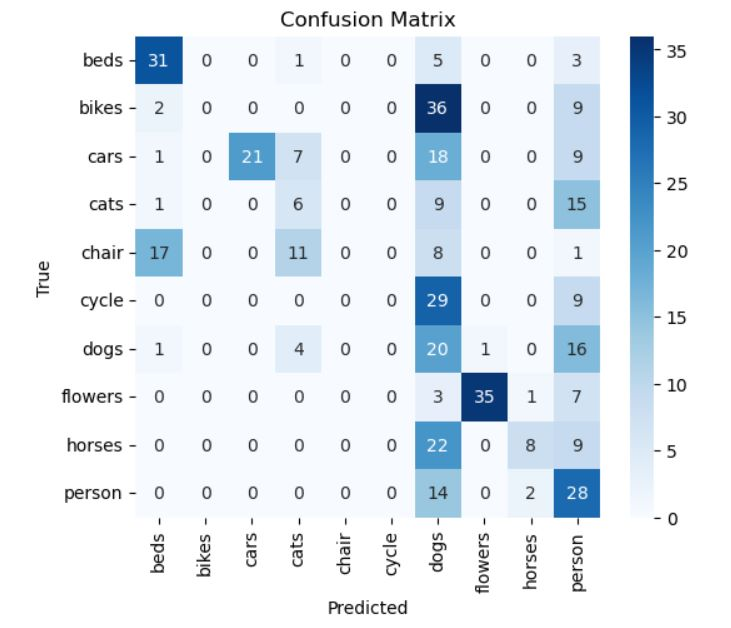 Confusion Matrix
beds 31 0 0 1 0 0 5 0 0 3
bikes 2 0 0 0 0 0 36 0 0 9
cars 1 0 21 7 0 0 18 0 0 9
cats 1 0 0 6 0 0 9 0 0 15
chair 17 0 0 11 0 0 8 0 0 1
cycle 0 0 0 0 0 0 29 0 0 9
dogs 1 0 0 4 0 0 20 1 0 16
flowers 0 0 0 0 0 0 3 35 1 7
horses 0 0 0 0 0 0 22 0 8 9
person 0 0 0 0 0 0 14 0 2 28
beds bikes cars cats chair cycle dogs flowers horses person
Predicted
True
35
30
25
20
15
10
5
0